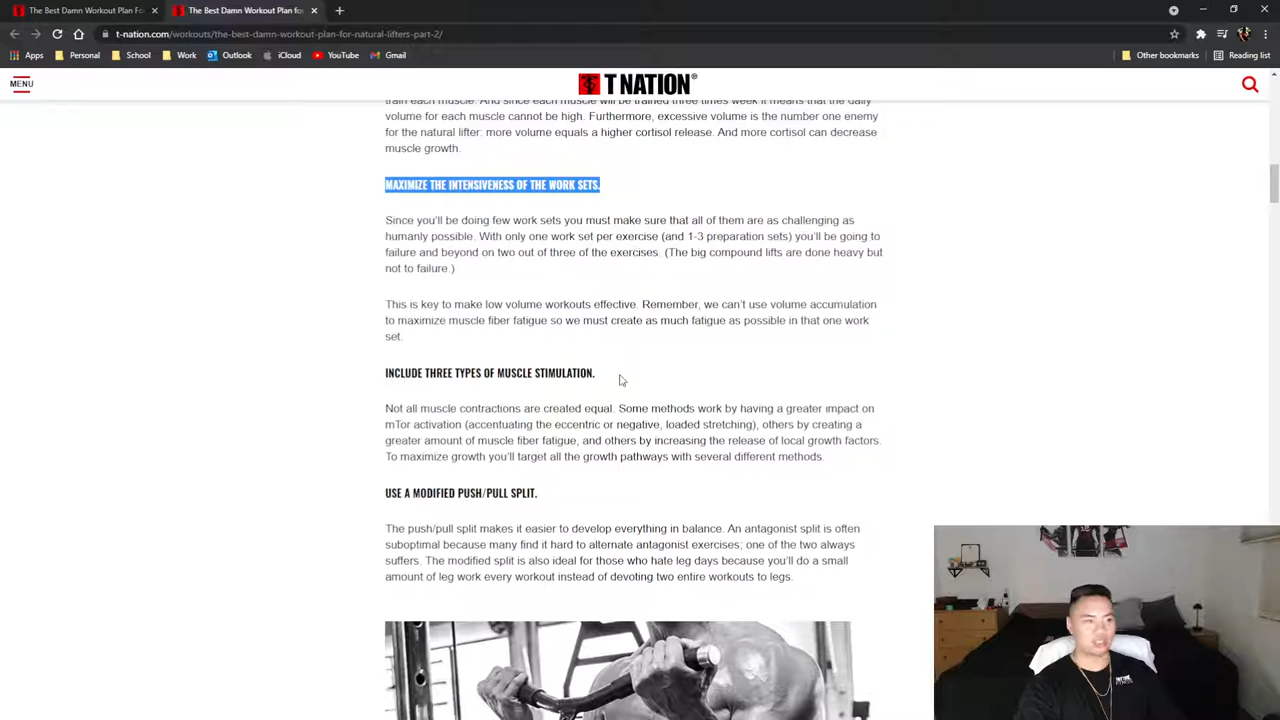 The Best Damn Workout Plan Fo
The Best Damn Workout Plan for
t-nation.com/workouts/the-best-damn-workout-plan-for-natural-lifters-part-2/
Apps
Personal
School
Work
Outlook
iCloud
YouTube
Gmail
Other bookmarks
Reading list
MENU
T NATION®
train each muscle. And since each muscle will be trained three times week it means that the daily
volume for each muscle cannot be high. Furthermore, excessive volume is the number one enemy
for the natural lifter: more volume equals a higher cortisol release. And more cortisol can decrease
muscle growth.
MAXIMIZE THE INTENSIVENESS OF THE WORK SETS.
Since you'll be doing few work sets you must make sure that all of them are as challenging as
humanly possible. With only one work set per exercise (and 1-3 preparation sets) you'll be going to
failure and beyond on two out of three of the exercises. (The big compound lifts are done heavy but
not to failure.)
This is key to make low volume workouts effective. Remember, we can't use volume accumulation
to maximize muscle fiber fatigue so we must create as much fatigue as possible in that one work
set.
INCLUDE THREE TYPES OF MUSCLE STIMULATION.
Not all muscle contractions are created equal. Some methods work by having a greater impact on
mTor activation (accentuating the eccentric or negative, loaded stretching), others by creating a
greater amount of muscle fiber fatigue, and others by increasing the release of local growth factors.
To maximize growth you'll target all the growth pathways with several different methods.
USE A MODIFIED PUSH/PULL SPLIT.
The push/pull split makes it easier to develop everything in balance. An antagonist split is often
suboptimal because many find it hard to alternate antagonist exercises; one of the two always
suffers. The modified split is also ideal for those who hate leg days because you'll do a small
amount of leg work every workout instead of devoting two entire workouts to legs.